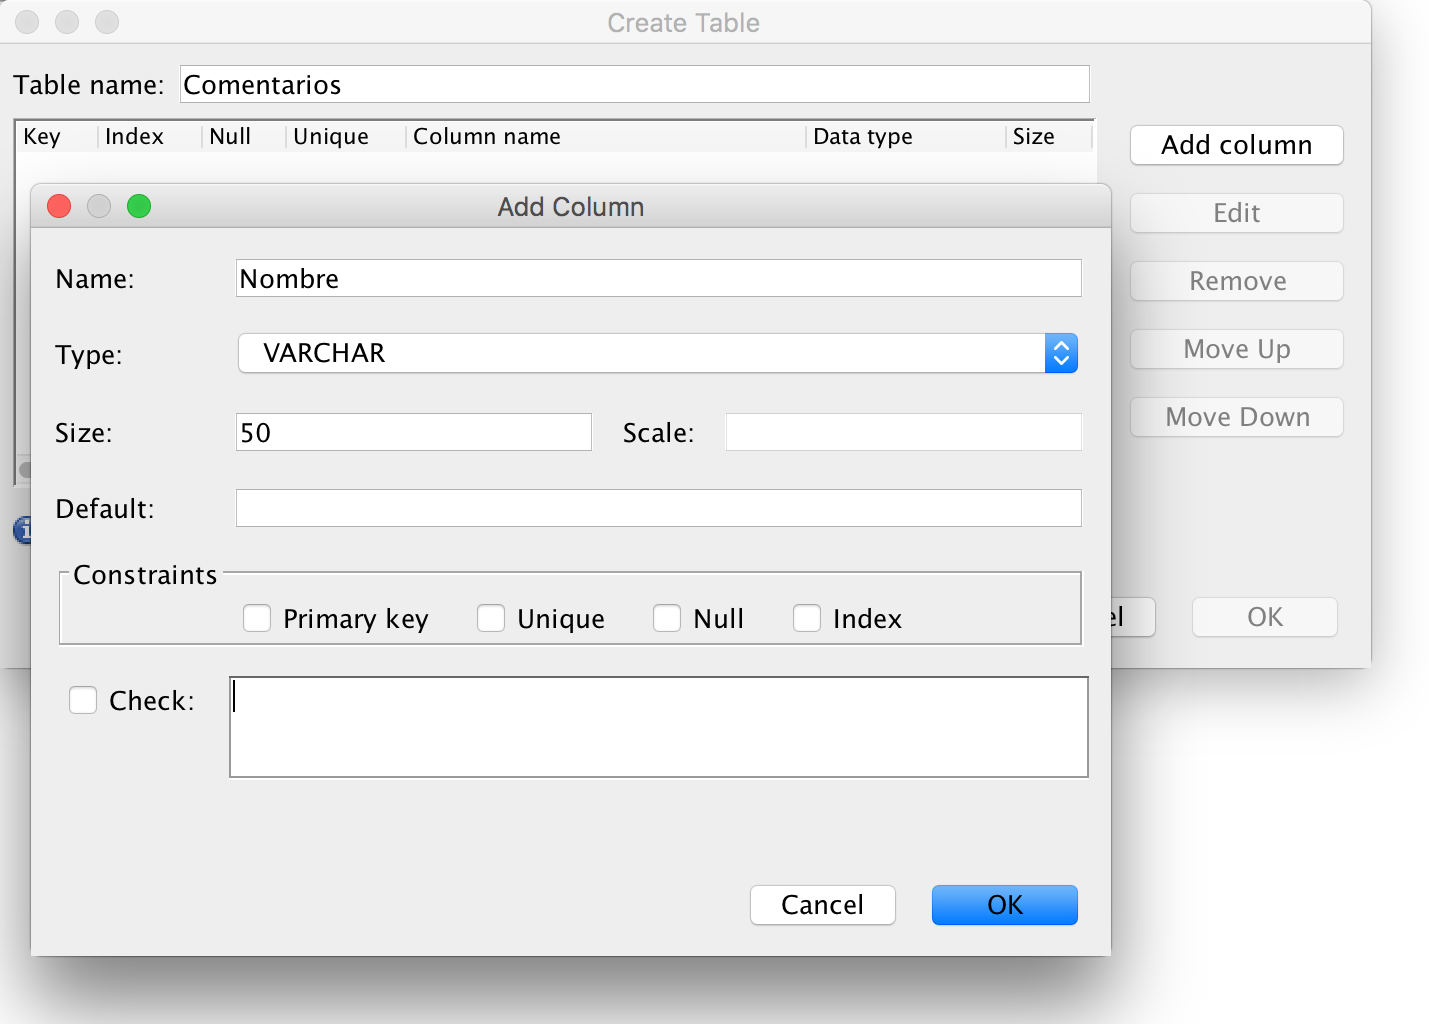 Create Table
Table name: Comentarios
Key Index Null Unique Column name Data type Size
Add column
Edit
Remove
Move Up
Move Down
OK
Add Column
Name: Nombre
Type: VARCHAR
Size: 50 Scale:
Default:
Constraints
Primary key Unique Null Index
Check:
Cancel OK